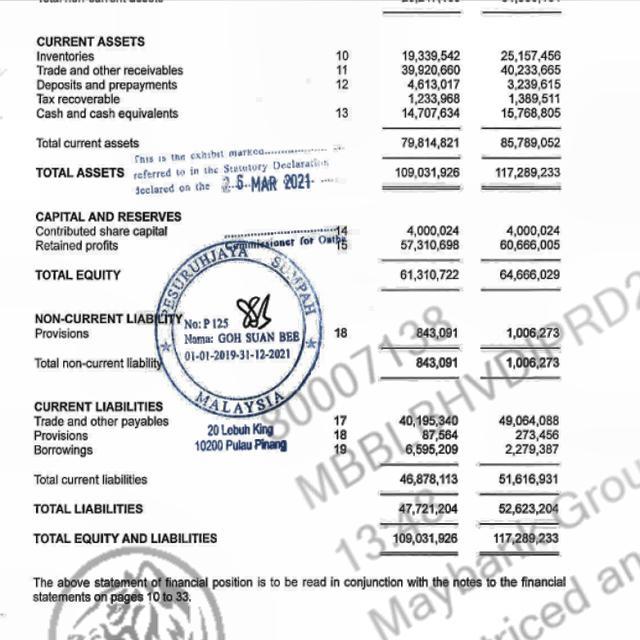 CURRENT ASSETS
Inventories 10 19,339,542 25,157,456
Trade and other receivables 11 39,920,660 40,233,665
Deposits and prepayments 12 4,613,017 3,239,615
Tax recoverable 1,233,968 1,389,511
Cash and cash equivalents 13 14,707,634 15,768,805
Total current assets 79,814,821 85,789,052
This is the exhibit marked
referred to in the Statutory Declaration
declared on the 25 MAR 2021
TOTAL ASSETS 109,031,926 117,289,233
CAPITAL AND RESERVES
Contributed share capital 14 4,000,024 4,000,024
Commissioner for Oaths
Retained profits 15 57,310,698 60,666,005
TOTAL EQUITY 61,310,722 64,666,029
PESURUHJAYA SUMPAH
No: P 125
Nama: GOH SUAN BEE
01-01-2019-31-12-2021
MALAYSIA
20 Lebuh King
10200 Pulau Pinang
NON-CURRENT LIABILITY
Provisions 18 843,091 1,006,273
Total non-current liability 843,091 1,006,273
CURRENT LIABILITIES
Trade and other payables 17 40,195,340 49,064,088
Provisions 18 87,564 273,456
Borrowings 19 6,595,209 2,279,387
Total current liabilities 46,878,113 51,616,931
TOTAL LIABILITIES 47,721,204 52,623,204
TOTAL EQUITY AND LIABILITIES 109,031,926 117,289,233
The above statement of financial position is to be read in conjunction with the notes to the financial
statements on pages 10 to 33.
80007138
13:48
Maybank Grou
riced an